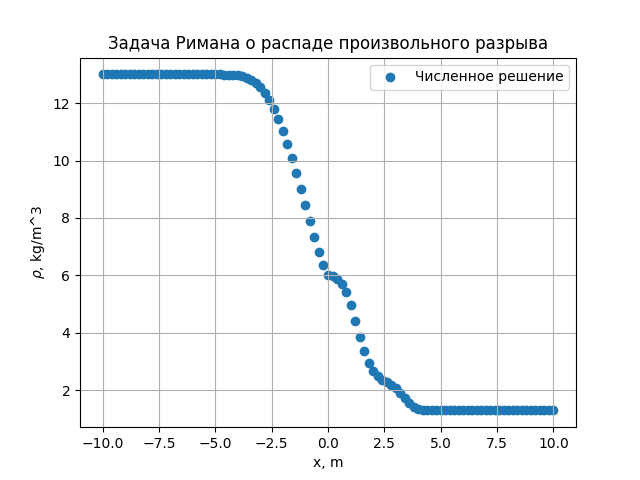 Задача Римана о распаде произвольного разрыва
Численное решение
12
10
8
6
4
2
ρ, kg/m^3
−10.0 −7.5 −5.0 −2.5 0.0 2.5 5.0 7.5 10.0
x, m